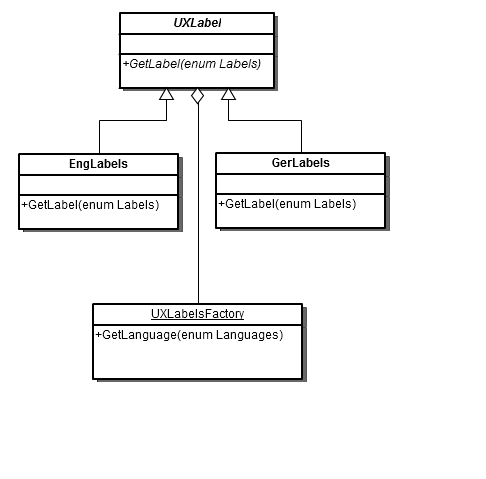 UXLabel
+GetLabel(enum Labels)
EngLabels
+GetLabel(enum Labels)
GerLabels
+GetLabel(enum Labels)
UXLabelsFactory
+GetLanguage(enum Languages)